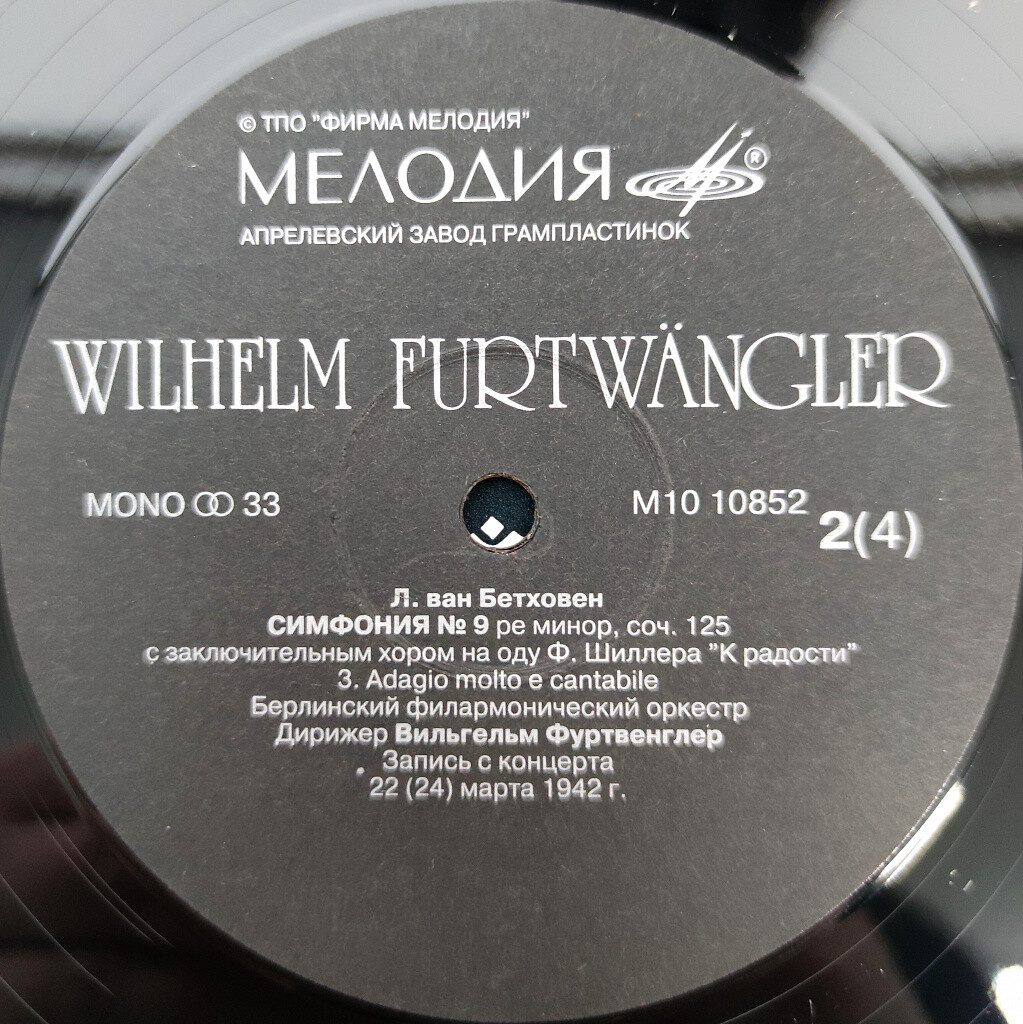 © ТПО "ФИРМА МЕЛОДИЯ"
МЕЛОДИЯ ®
АПРЕЛЕВСКИЙ ЗАВОД ГРАМПЛАСТИНОК
WILHELM FURTWÄNGLER
MONO 33
М10 10852
2(4)
Л. ван Бетховен
СИМФОНИЯ № 9 ре минор, соч. 125
с заключительным хором на оду Ф. Шиллера "К радости"
3. Adagio molto e cantabile
Берлинский филармонический оркестр
Дирижер Вильгельм Фуртвенглер
Запись с концерта
22 (24) марта 1942 г.